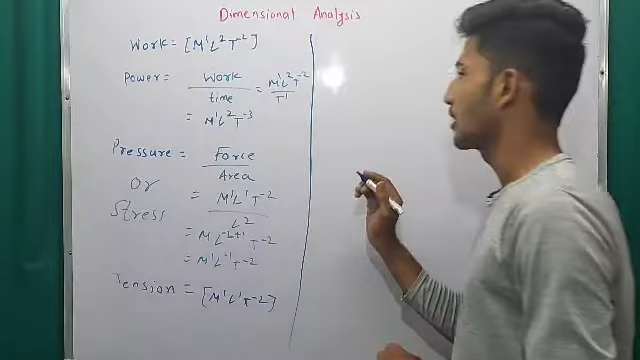 Dimensional Analysis
Work = [M¹L²T⁻²]
Power = Work / time = M¹L²T⁻² / T¹
= M¹L²T⁻³
Pressure = Force / Area
Or
Stress
= M¹L¹T⁻² / L²
= M L⁻²⁺¹ T⁻²
= M¹L⁻¹T⁻²
Tension = [M¹L¹T⁻²]